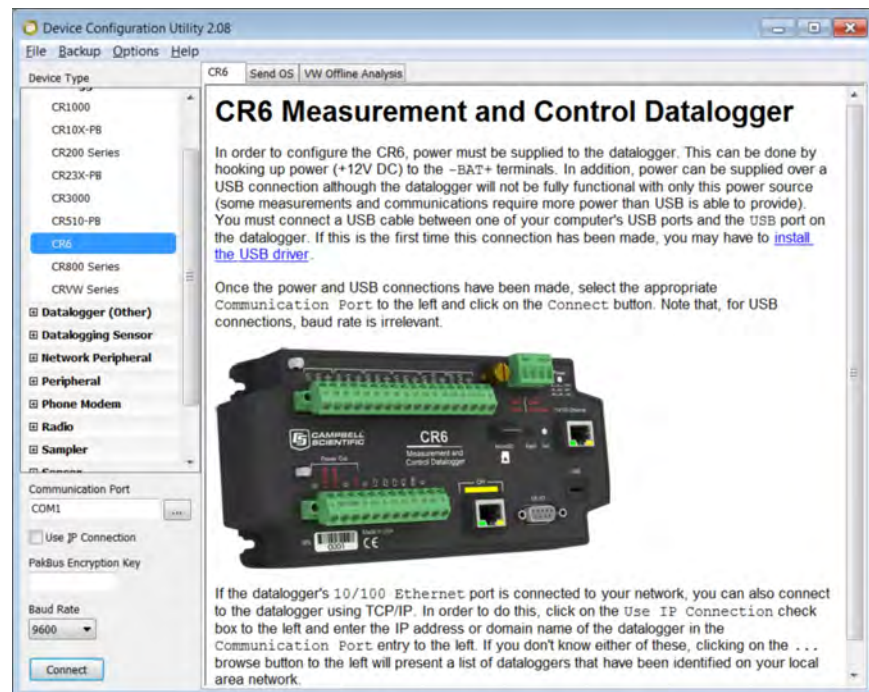 Device Configuration Utility 2.08
File Backup Options Help
Device Type
CR1000
CR10X-PB
CR200 Series
CR23X-PB
CR3000
CR510-PB
CR6
CR800 Series
CRVW Series
Datalogger (Other)
Datalogging Sensor
Network Peripheral
Peripheral
Phone Modem
Radio
Sampler
Communication Port
COM1
...
Use IP Connection
PakBus Encryption Key
Baud Rate
9600
Connect
CR6 Send OS VW Offline Analysis
CR6 Measurement and Control Datalogger
In order to configure the CR6, power must be supplied to the datalogger. This can be done by
hooking up power (+12V DC) to the -BAT+ terminals. In addition, power can be supplied over a
USB connection although the datalogger will not be fully functional with only this power source
(some measurements and communications require more power than USB is able to provide).
You must connect a USB cable between one of your computer's USB ports and the USB port on
the datalogger. If this is the first time this connection has been made, you may have to install
the USB driver.
Once the power and USB connections have been made, select the appropriate
Communication Port to the left and click on the Connect button. Note that, for USB
connections, baud rate is irrelevant.
CAMPBELL
SCIENTIFIC
CR6
Measurement and
Control Datalogger
If the datalogger's 10/100 Ethernet port is connected to your network, you can also connect
to the datalogger using TCP/IP. In order to do this, click on the Use IP Connection check
box to the left and enter the IP address or domain name of the datalogger in the
Communication Port entry to the left. If you don't know either of these, clicking on the ...
browse button to the left will present a list of dataloggers that have been identified on your local
area network.